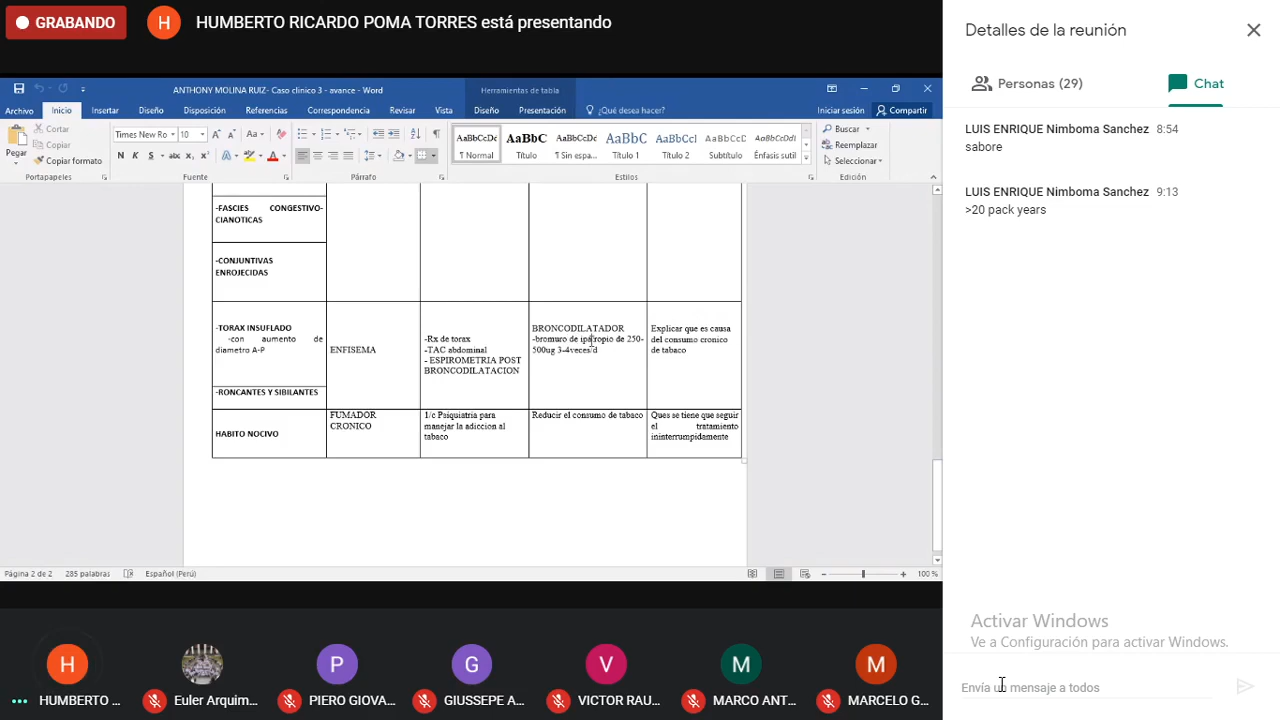 GRABANDO
H
HUMBERTO RICARDO POMA TORRES está presentando
ANTHONY MOLINA RUIZ- Caso clinico 3- avance - Word
Herramientas de tabla
Archivo
Inicio
Insertar
Diseño
Disposición
Referencias
Correspondencia
Revisar
Vista
Diseño
Presentación
¿Qué desea hacer?
Iniciar sesión
Compartir
Pegar
Cortar
Copiar
Copiar formato
Portapapeles
Times New Ro
10
N K S abc x₂ x²
Fuente
Párrafo
AaBbCcDc
¶ Normal
AaBbC
Título
AaBbCcDc
¶ Sin espa...
AaBbC
Título 1
AaBbCcI
Título 2
AaBbCcD
Subtítulo
AaBbCcDdI
Énfasis sutil
Estilos
Buscar
Reemplazar
Seleccionar
Edición
-FASCIES CONGESTIVO-
CIANOTICAS
-CONJUNTIVAS
ENROJECIDAS
-TORAX INSUFLADO
-con aumento de
diametro A-P
-RONCANTES Y SIBILANTES
ENFISEMA
-Rx de torax
-TAC abdominal
- ESPIROMETRIA POST
BRONCODILATACION
BRONCODILATADOR
-bromuro de ipatropio de 250-
500ug 3-4veces/d
Explicar que es causa
del consumo cronico
de tabaco
HABITO NOCIVO
FUMADOR
CRONICO
1/c Psiquiatria para
manejar la adiccion al
tabaco
Reducir el consumo de tabaco
Ques se tiene que seguir
el tratamiento
ininterrumpidamente
Página 2 de 2
285 palabras
Español (Perú)
100 %
H
HUMBERTO ...
Euler Arquim...
P
PIERO GIOVA...
G
GIUSSEPE A...
V
VICTOR RAU...
M
MARCO ANT...
M
MARCELO G...
Detalles de la reunión
Personas (29)
Chat
LUIS ENRIQUE Nimboma Sanchez 8:54
sabore
LUIS ENRIQUE Nimboma Sanchez 9:13
>20 pack years
Activar Windows
Ve a Configuración para activar Windows.
Envía un mensaje a todos